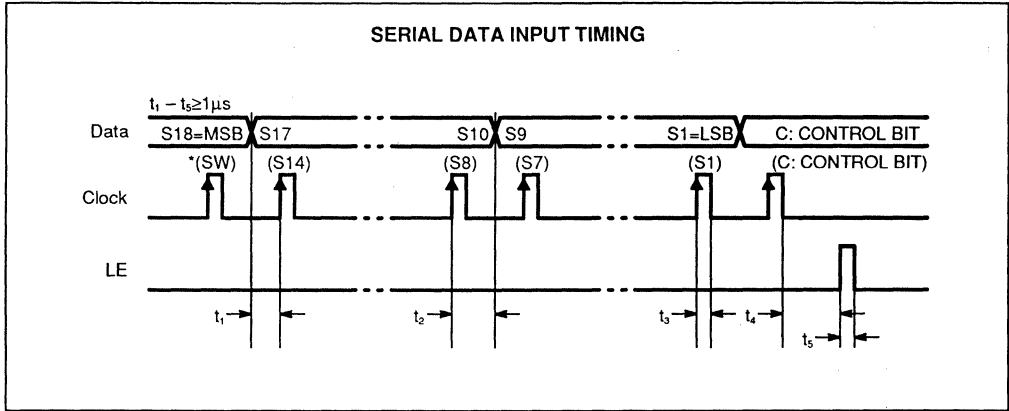 SERIAL DATA INPUT TIMING
t₁ – t₅≥1µs
Data S18=MSB S17 S10 S9 S1=LSB C: CONTROL BIT
*(SW) (S14) (S8) (S7) (S1) (C: CONTROL BIT)
Clock
LE
t₁ t₂ t₃ t₄
t₅